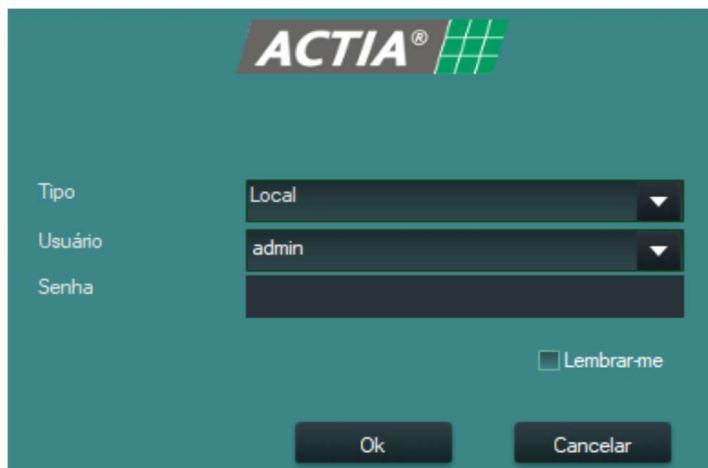 ACTIA®
Tipo
Local
Usuário
admin
Senha
Lembrar-me
Ok
Cancelar